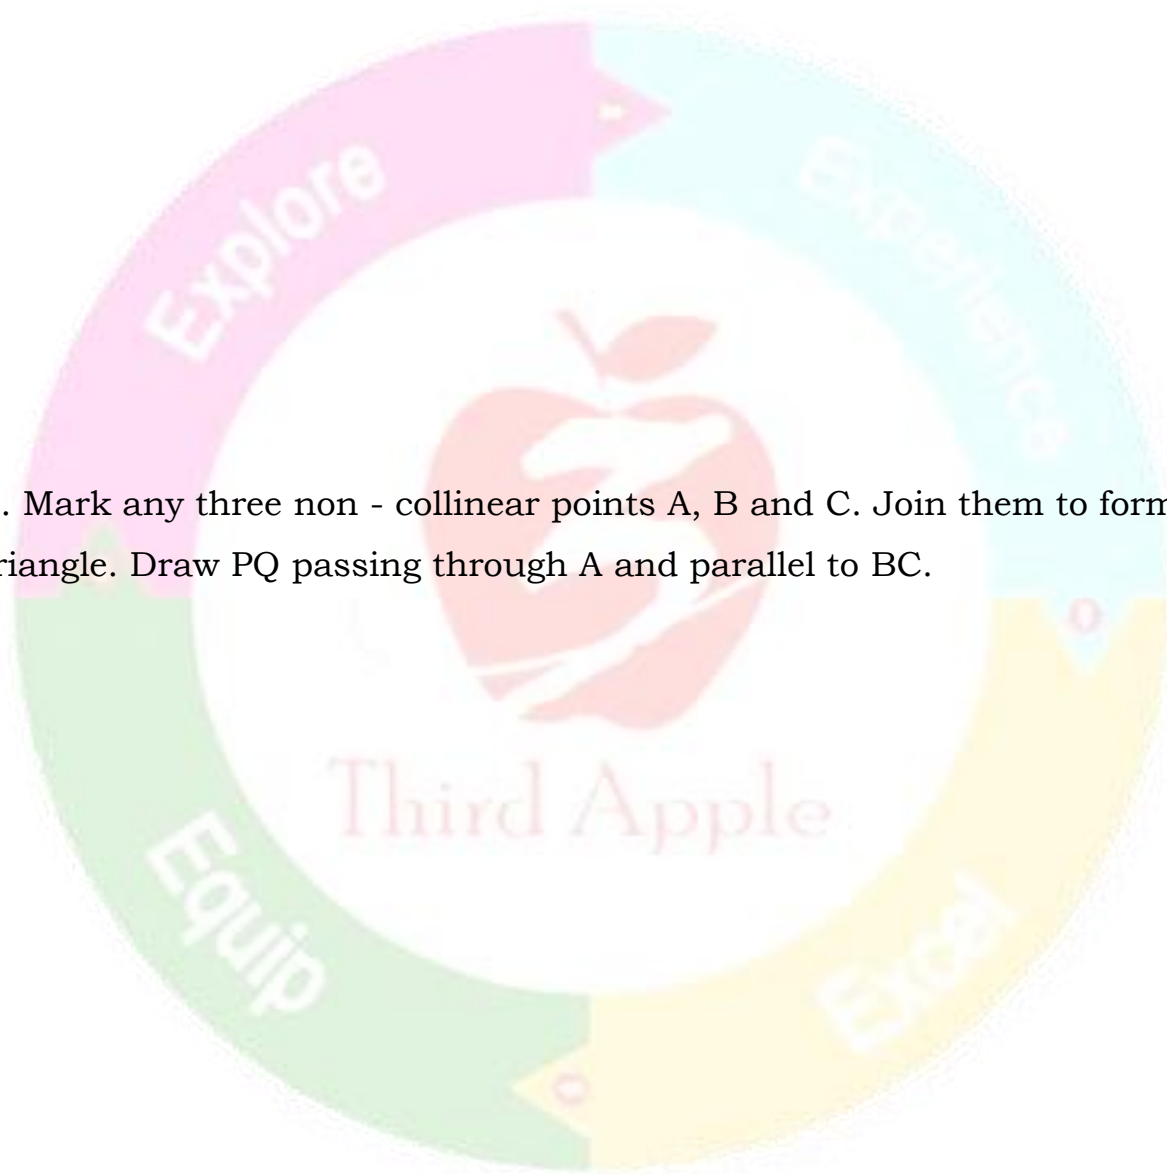 Explore
Experience
. Mark any three non - collinear points A, B and C. Join them to form
riangle. Draw PQ passing through A and parallel to BC.
Third Apple
Equip
Excel